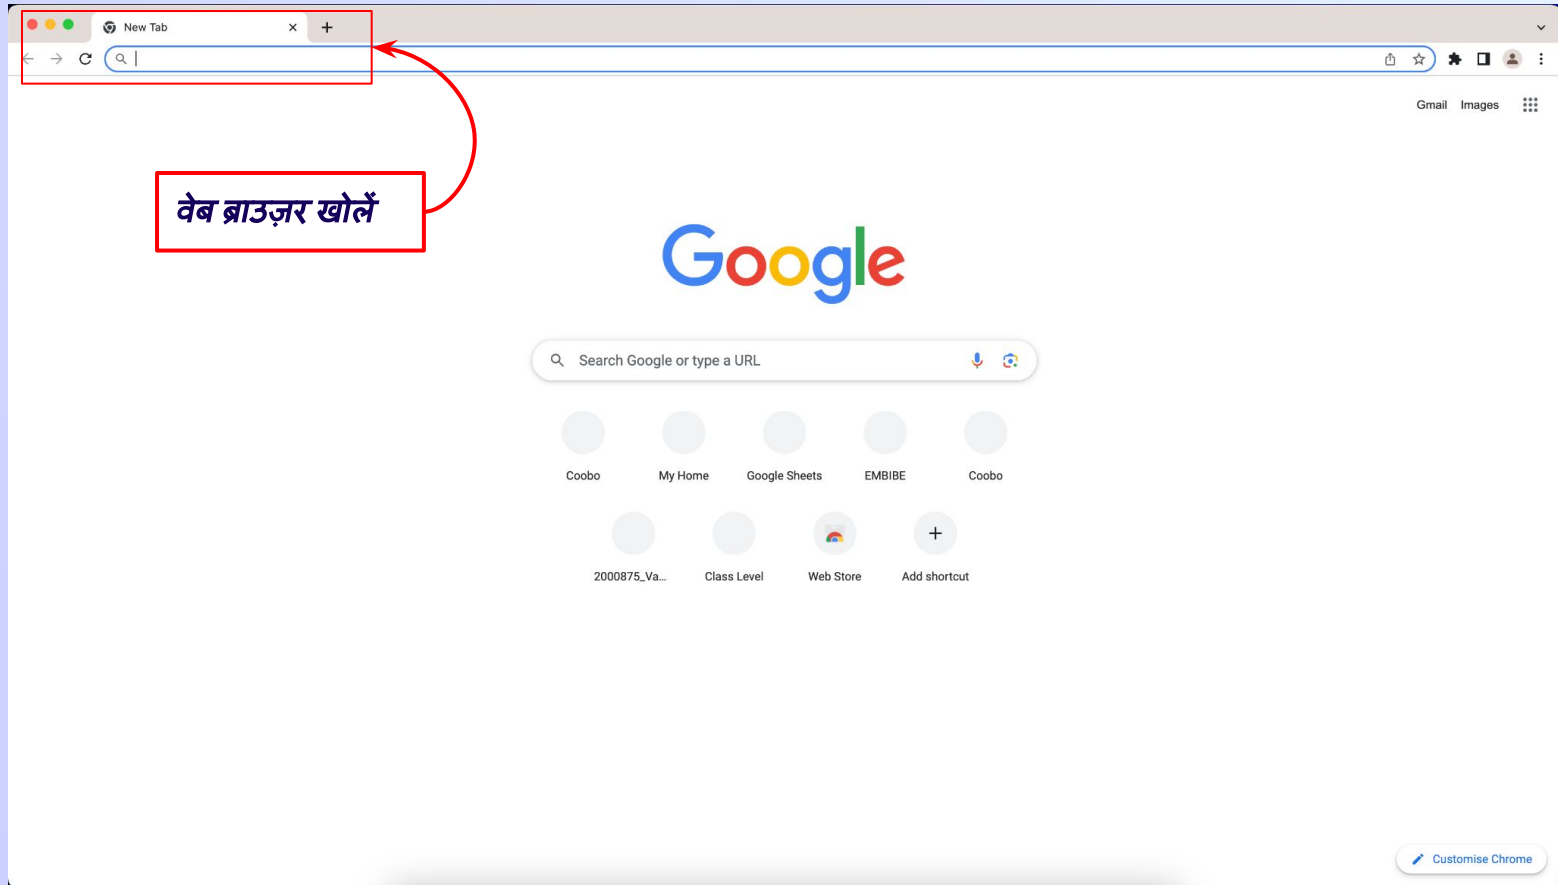 New Tab
Gmail Images
वेब ब्राउज़र खोलें
Google
Search Google or type a URL
Coobo My Home Google Sheets EMBIBE Coobo
2000875_Va... Class Level Web Store Add shortcut
Customise Chrome